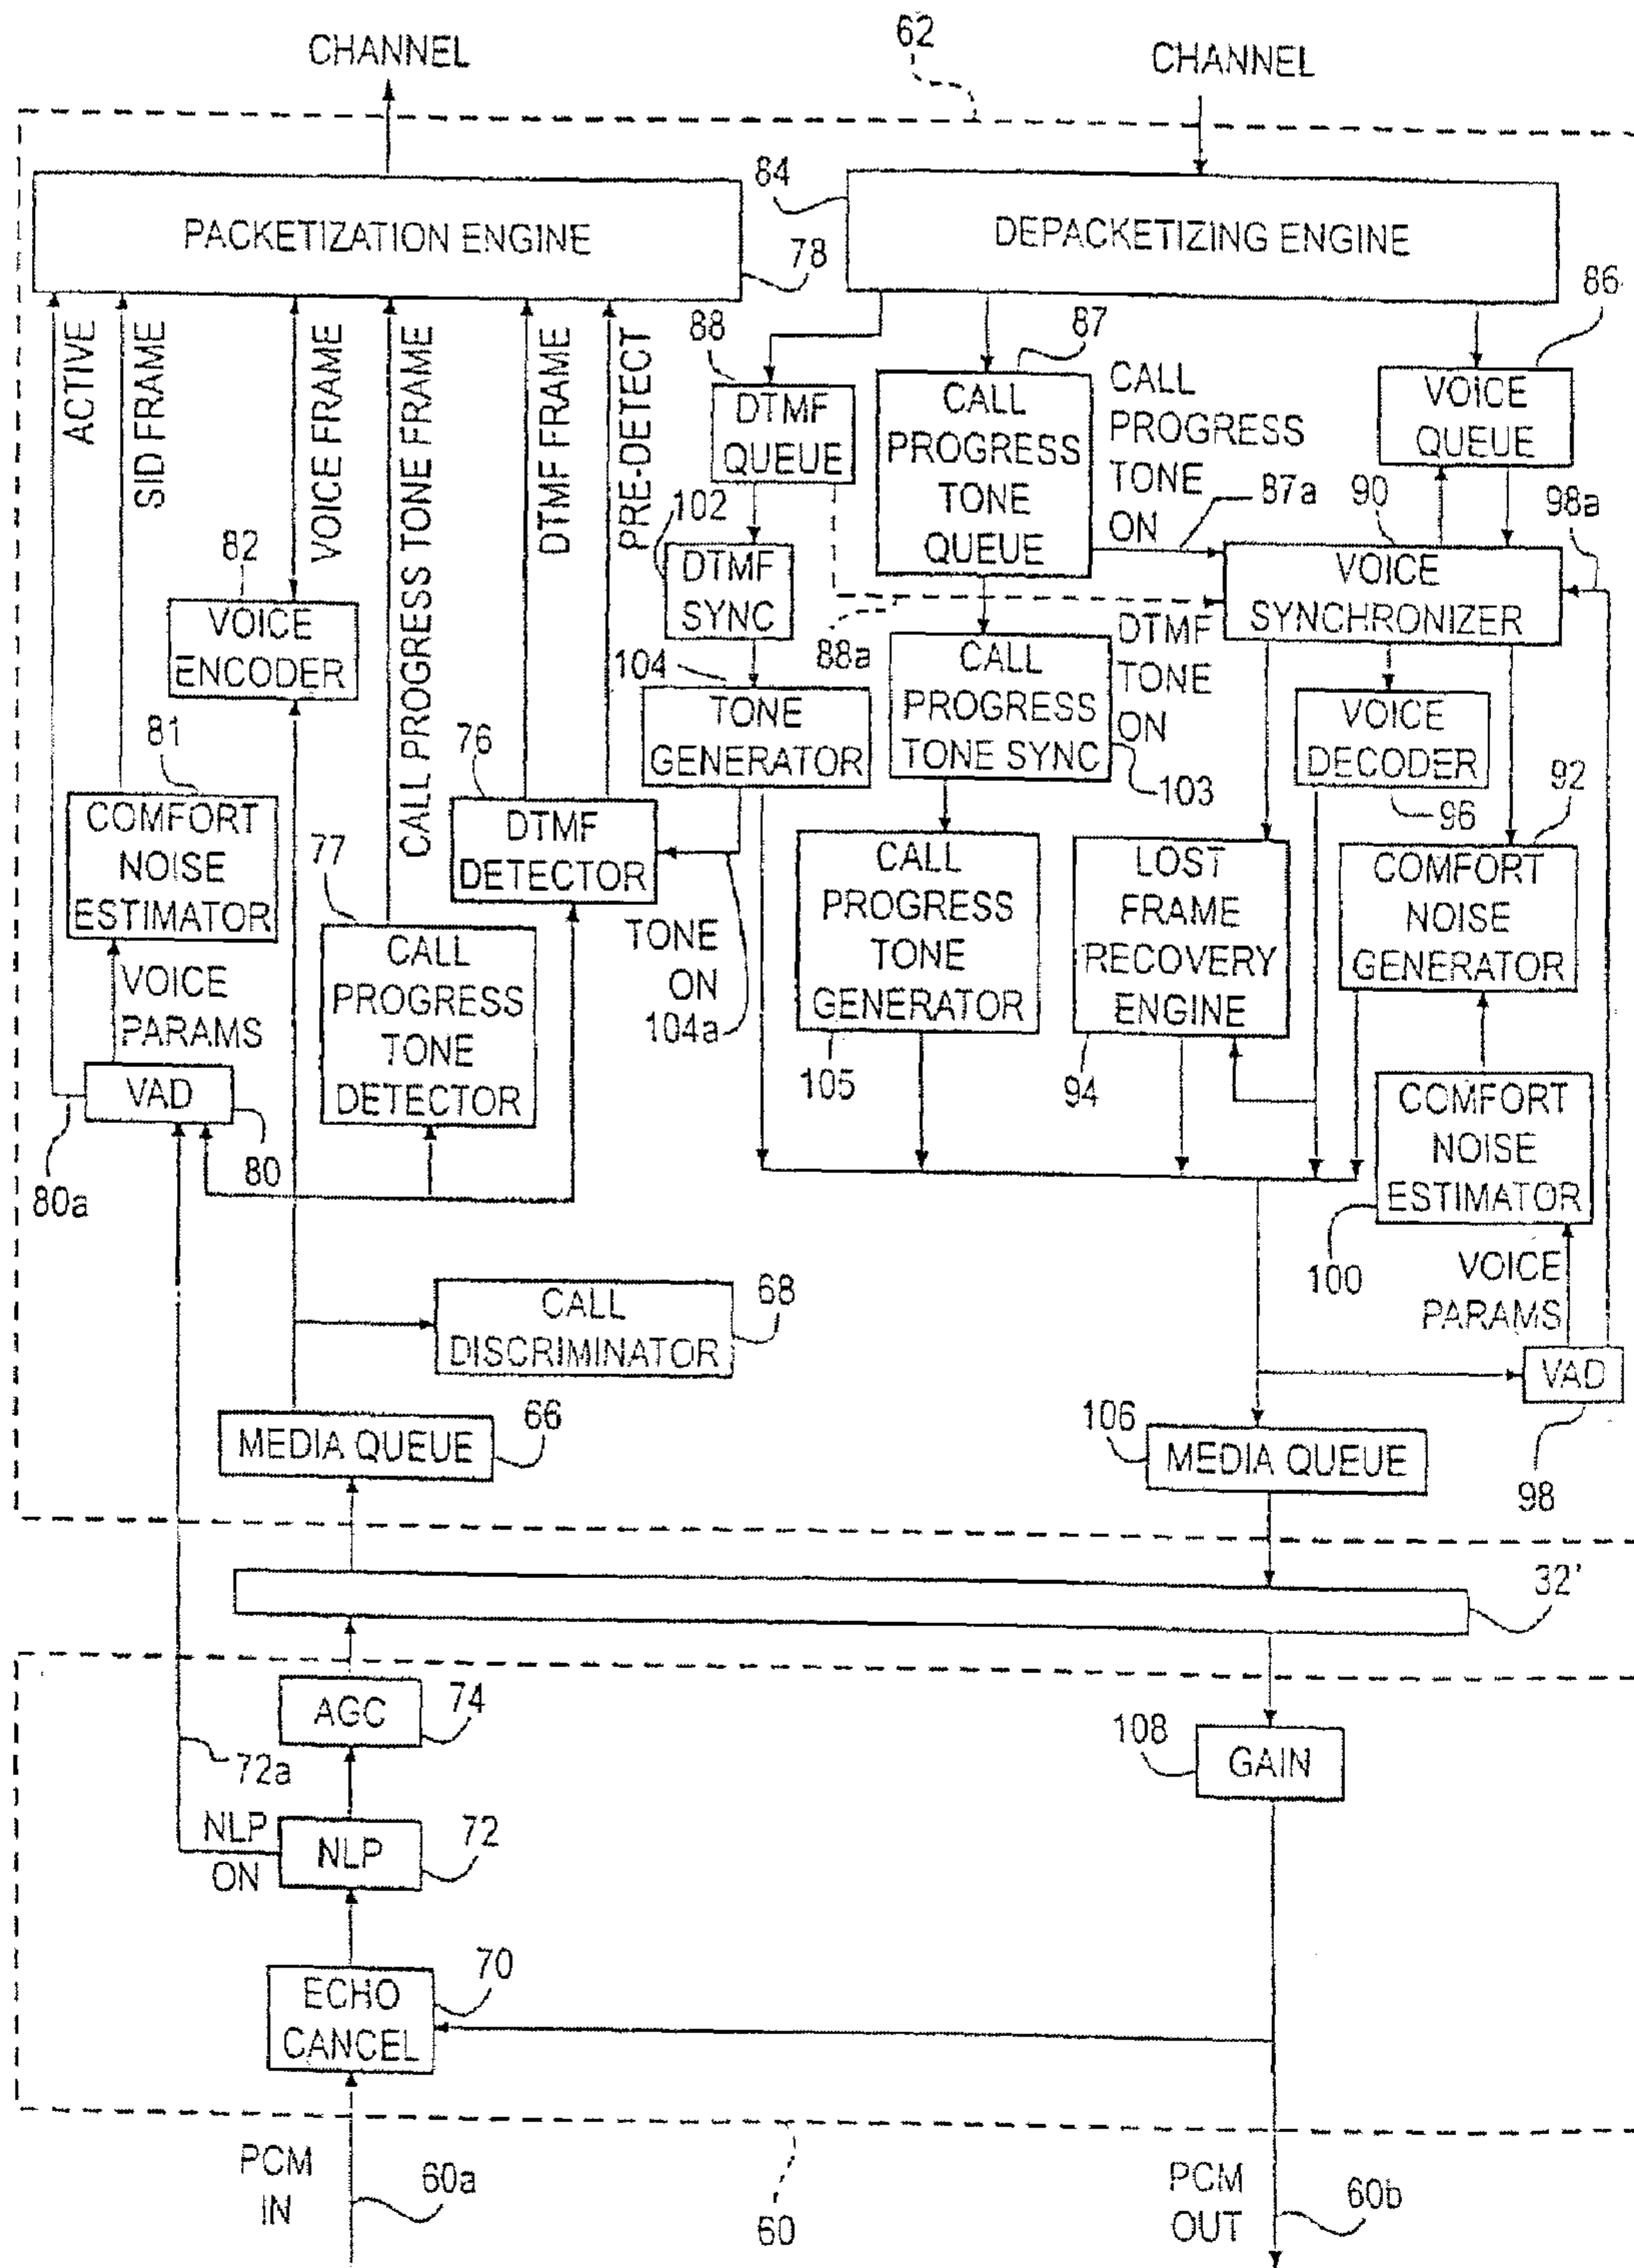 CHANNEL
62
CHANNEL
84
PACKETIZATION ENGINE
78
DEPACKETIZING ENGINE
86
ACTIVE
SID FRAME
VOICE FRAME
CALL PROGRESS TONE FRAME
DTMF FRAME
PRE-DETECT
88
DTMF
QUEUE
87
CALL
PROGRESS
TONE
QUEUE
CALL
PROGRESS
TONE
ON
87a
VOICE
QUEUE
90
98a
82
VOICE
ENCODER
102
DTMF
SYNC
88a
DTMF
TONE
ON
VOICE
SYNCHRONIZER
104
TONE
GENERATOR
CALL
PROGRESS
TONE SYNC
103
VOICE
DECODER
96
92
81
COMFORT
NOISE
ESTIMATOR
77
76
DTMF
DETECTOR
CALL
PROGRESS
TONE
GENERATOR
105
LOST
FRAME
RECOVERY
ENGINE
94
COMFORT
NOISE
GENERATOR
VOICE
PARAMS
CALL
PROGRESS
TONE
DETECTOR
TONE
ON
104a
VAD
80
80a
COMFORT
NOISE
ESTIMATOR
100
VOICE
PARAMS
CALL
DISCRIMINATOR
68
VAD
98
MEDIA QUEUE
66
106
MEDIA QUEUE
32'
AGC
74
108
GAIN
72a
NLP
ON
NLP
72
ECHO
CANCEL
70
PCM
IN
60a
60
PCM
OUT
60b